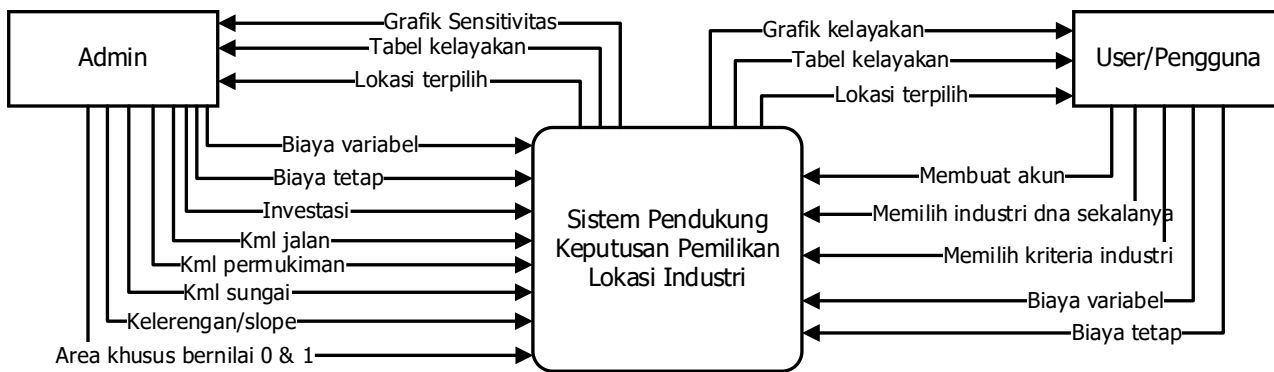 Admin
Grafik Sensitivitas
Tabel kelayakan
Lokasi terpilih
Grafik kelayakan
Tabel kelayakan
Lokasi terpilih
User/Pengguna
Biaya variabel
Biaya tetap
Investasi
Kml jalan
Kml permukiman
Kml sungai
Kelerengan/slope
Area khusus bernilai 0 & 1
Sistem Pendukung
Keputusan Pemilikan
Lokasi Industri
Membuat akun
Memilih industri dna sekalanya
Memilih kriteria industri
Biaya variabel
Biaya tetap